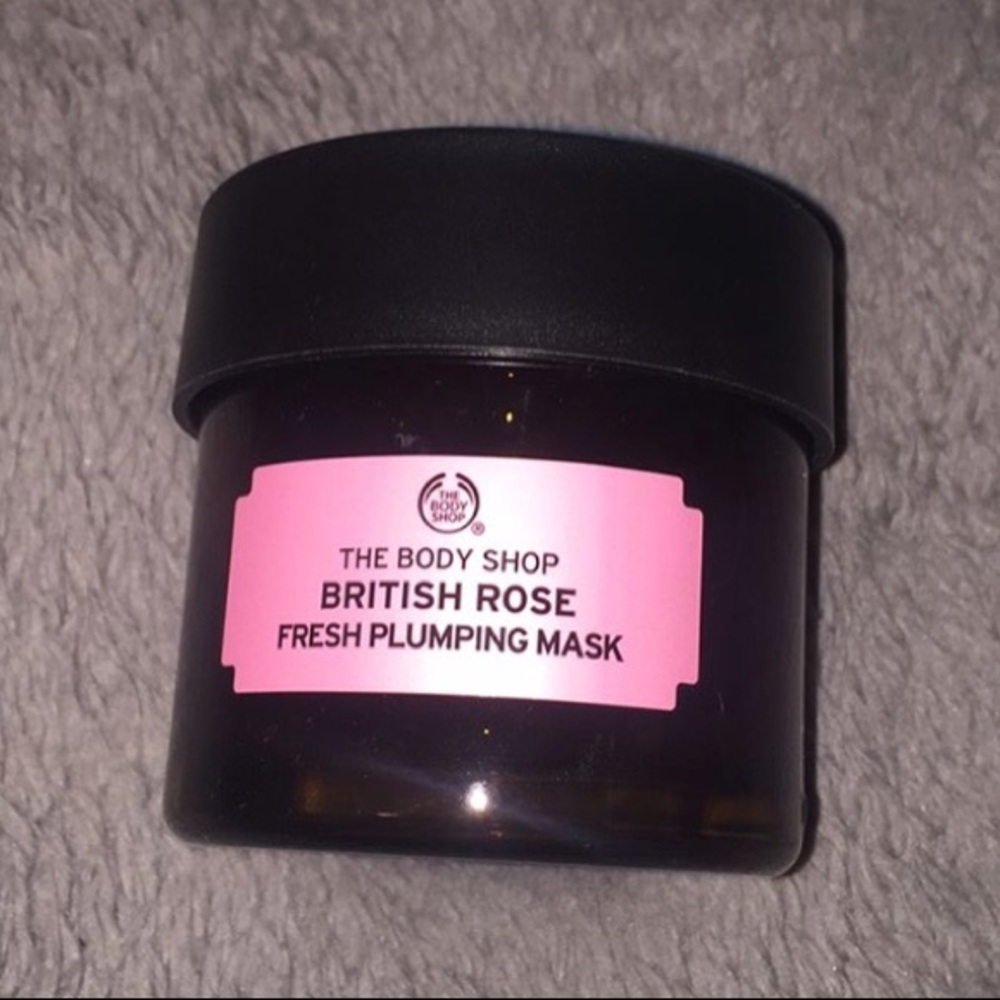 THE
BODY
SHOP
®
THE BODY SHOP
BRITISH ROSE
FRESH PLUMPING MASK